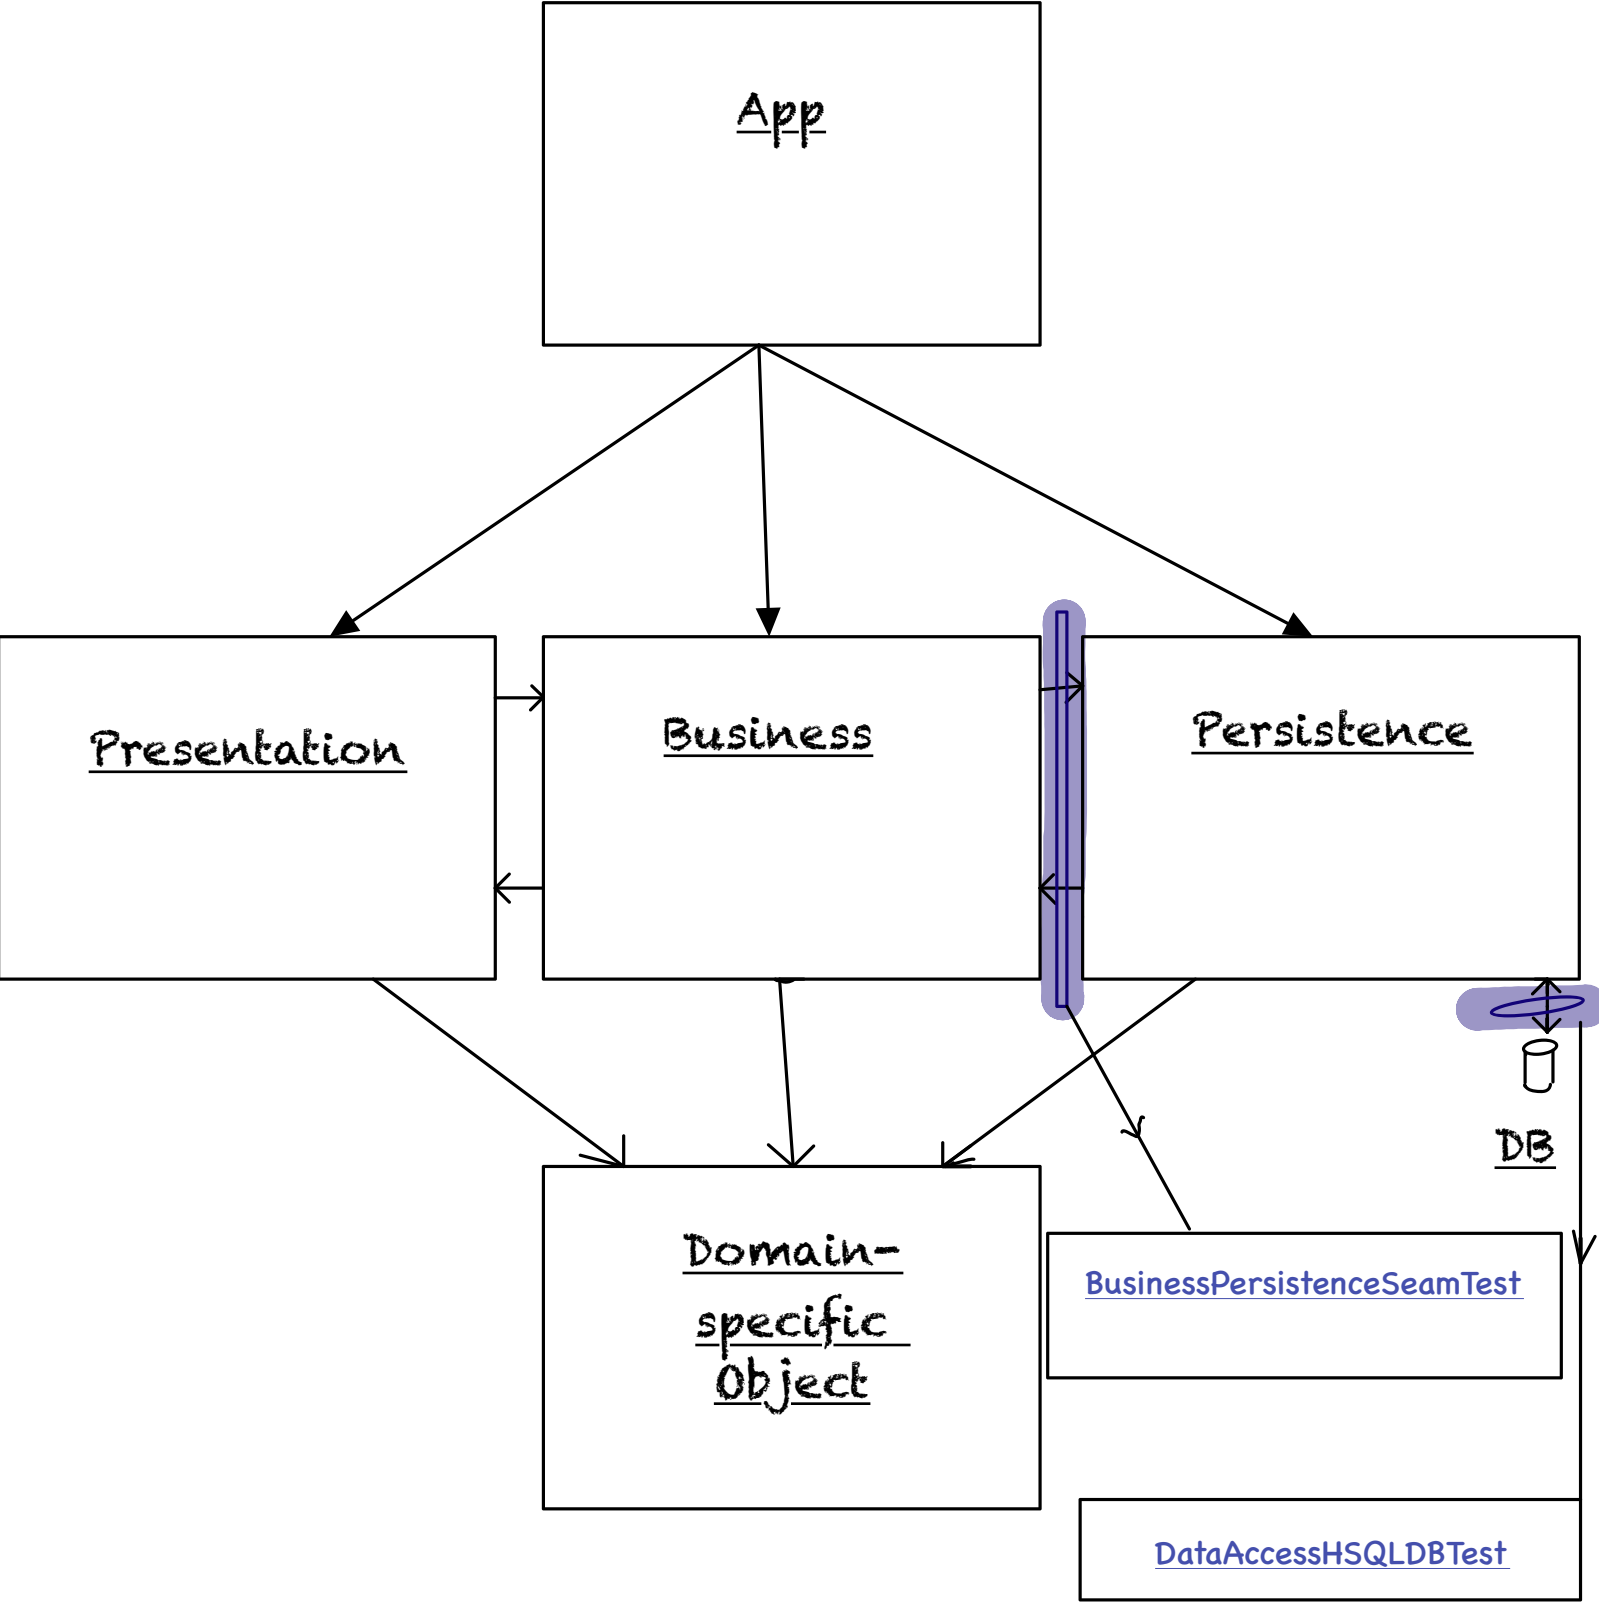 App
Presentation
Business
Persistence
DB
Domain-
specific
Object
BusinessPersistenceSeamTest
DataAccessHSQLDBTest